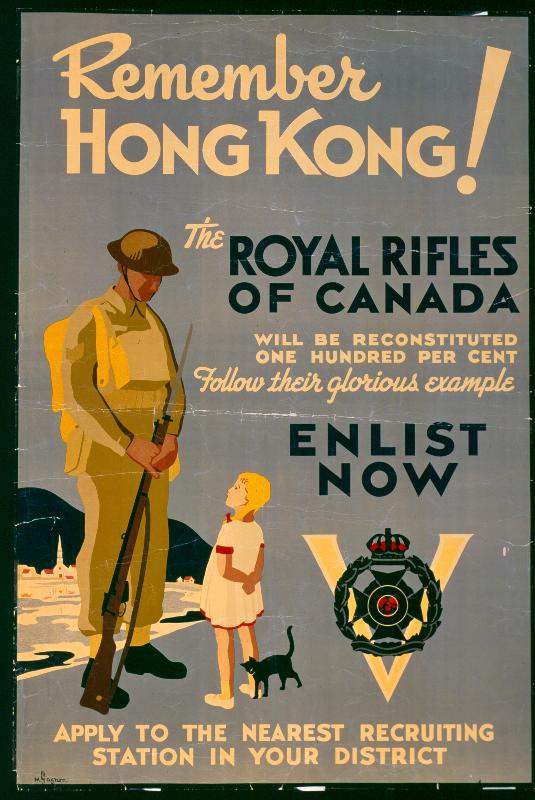 Remember
HONG KONG!
The ROYAL RIFLES
OF CANADA
WILL BE RECONSTITUTED
ONE HUNDRED PER CENT
Follow their glorious example
ENLIST
NOW
V
APPLY TO THE NEAREST RECRUITING
STATION IN YOUR DISTRICT